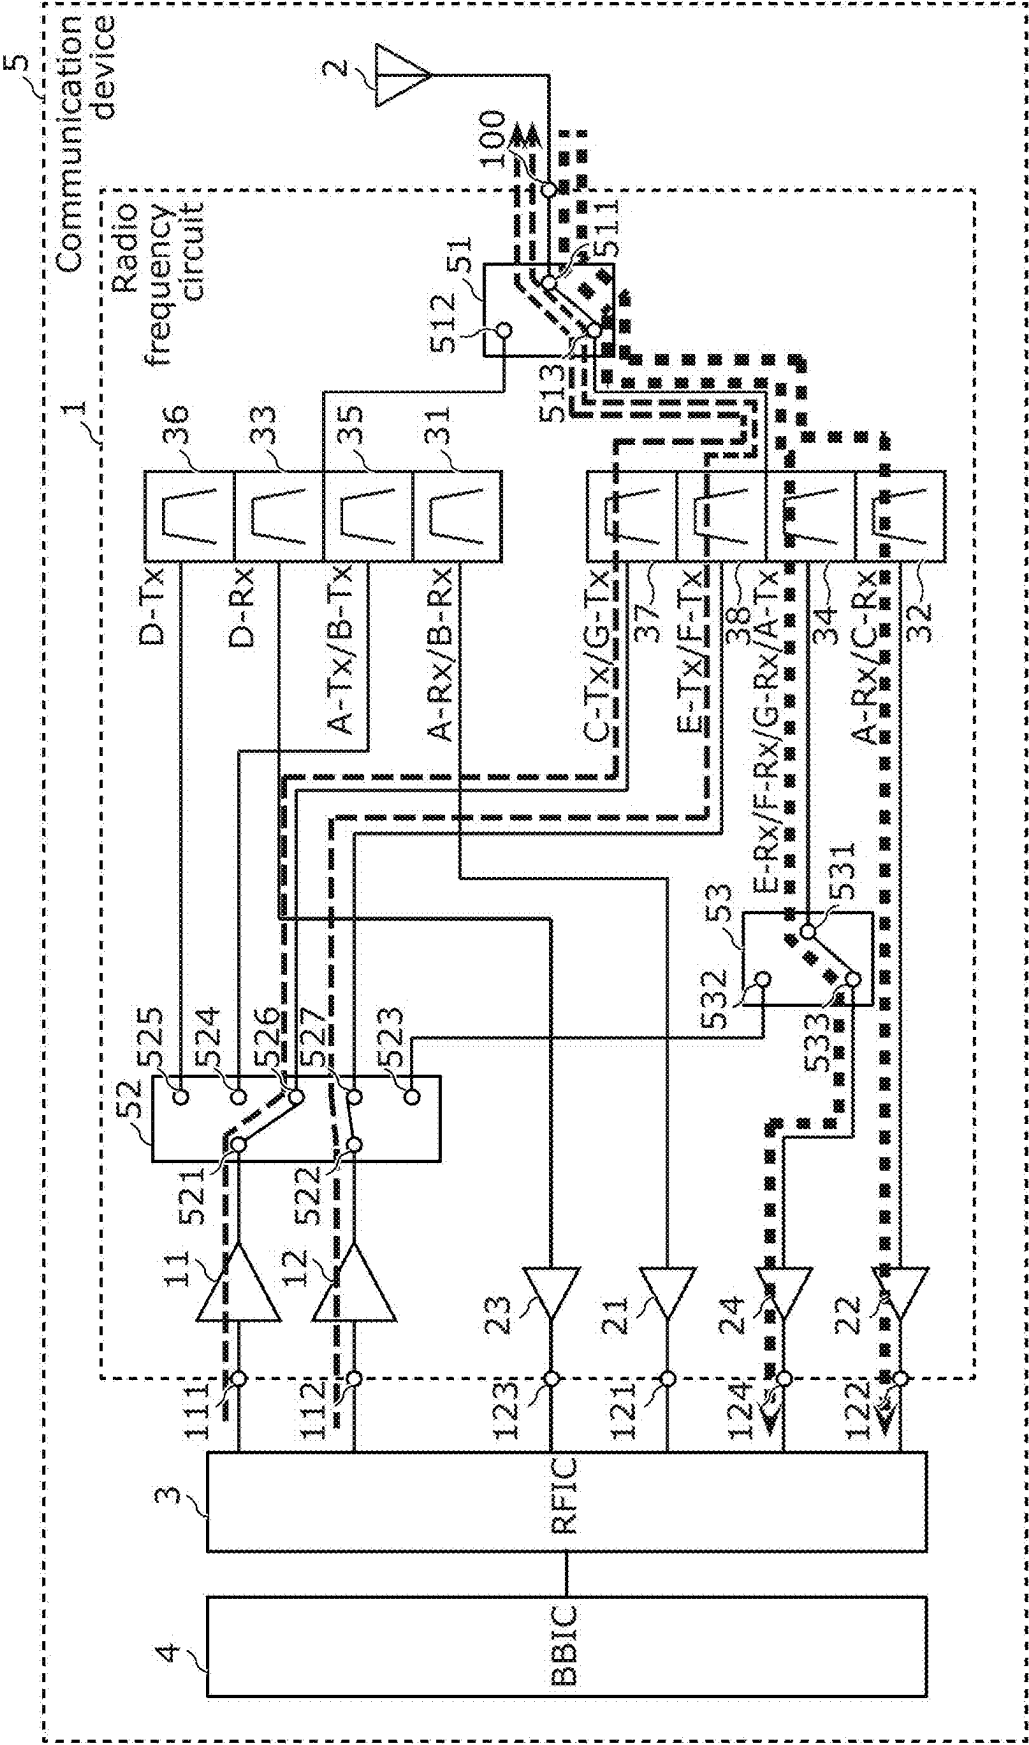 5
Communication
device
1
Radio
frequency
circuit
2
100
51
511
512
513
36
33
35
31
D-Tx
D-Rx
A-Tx/B-Tx
A-Rx/B-Rx
C-Tx/G-Tx
37
E-Tx/F-Tx
38
E-Rx/F-Rx/G-Rx/A-Tx
34
A-Rx/C-Rx
32
53
531
532
533
52
525
524
526
527
523
521
522
11
12
23
21
24
22
111
112
123
121
124
122
3
RFIC
4
BBIC